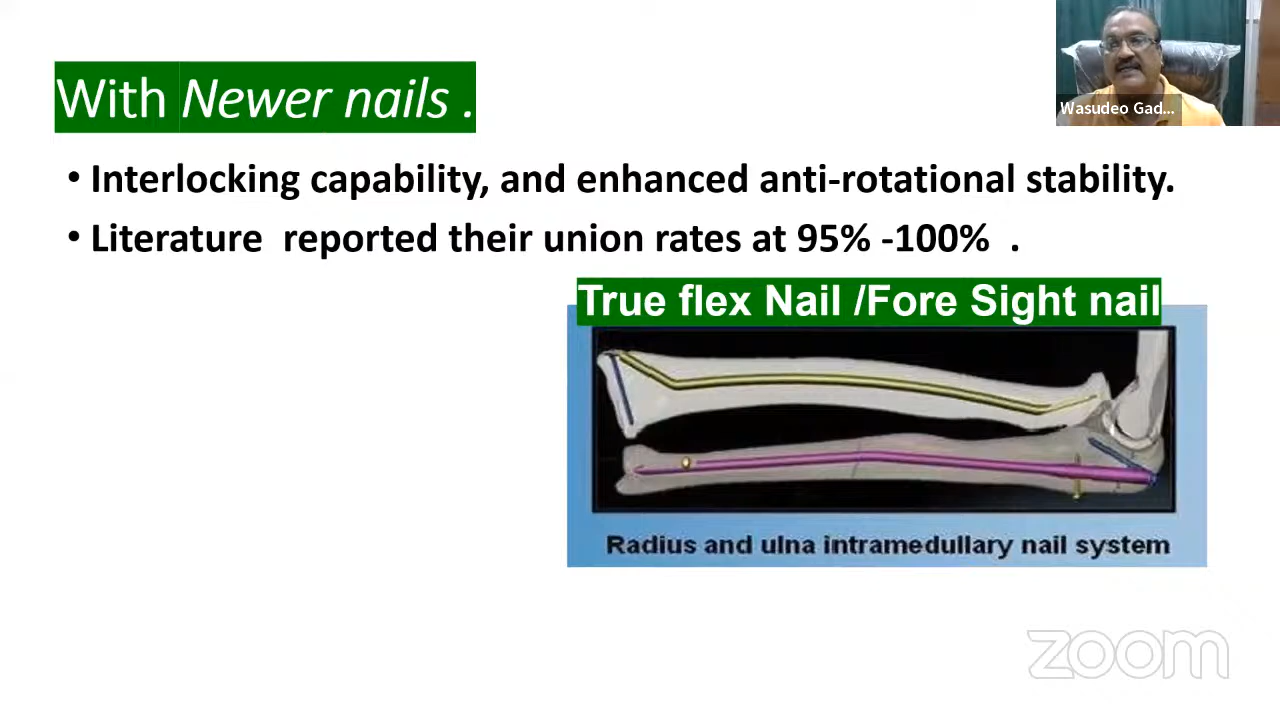 With Newer nails .
Wasudeo Gad...
• Interlocking capability, and enhanced anti-rotational stability.
• Literature reported their union rates at 95% -100% .
True flex Nail /Fore Sight nail
Radius and ulna intramedullary nail system
zoom